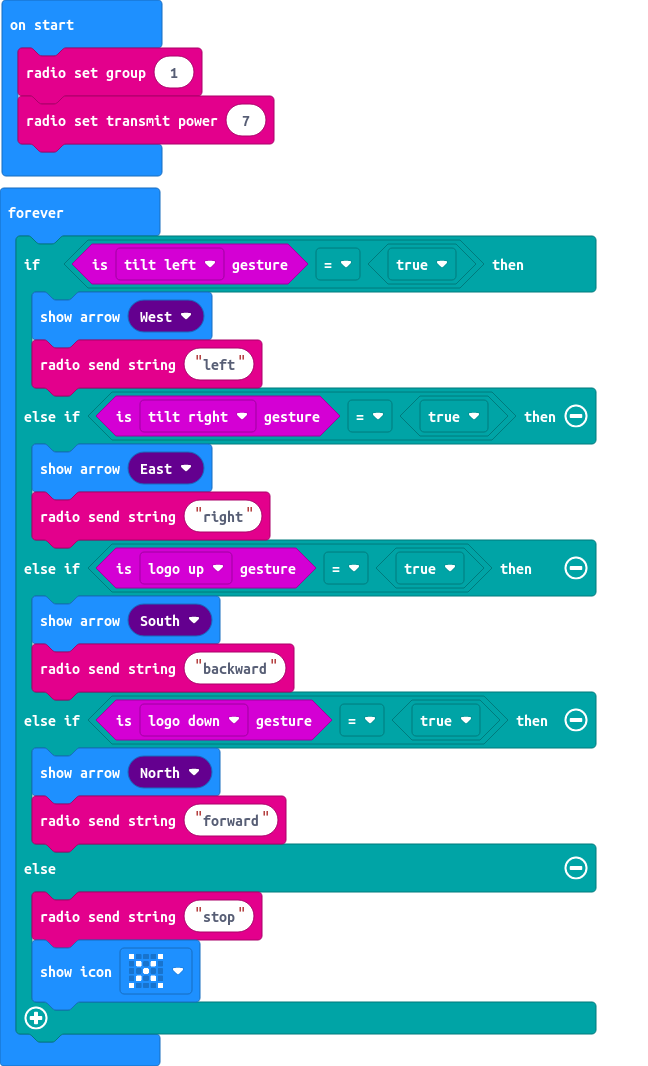 on start
radio set group 1
radio set transmit power 7
forever
if is tilt left gesture = true then
show arrow West
radio send string "left"
else if is tilt right gesture = true then
show arrow East
radio send string "right"
else if is logo up gesture = true then
show arrow South
radio send string "backward"
else if is logo down gesture = true then
show arrow North
radio send string "forward"
else
radio send string "stop"
show icon